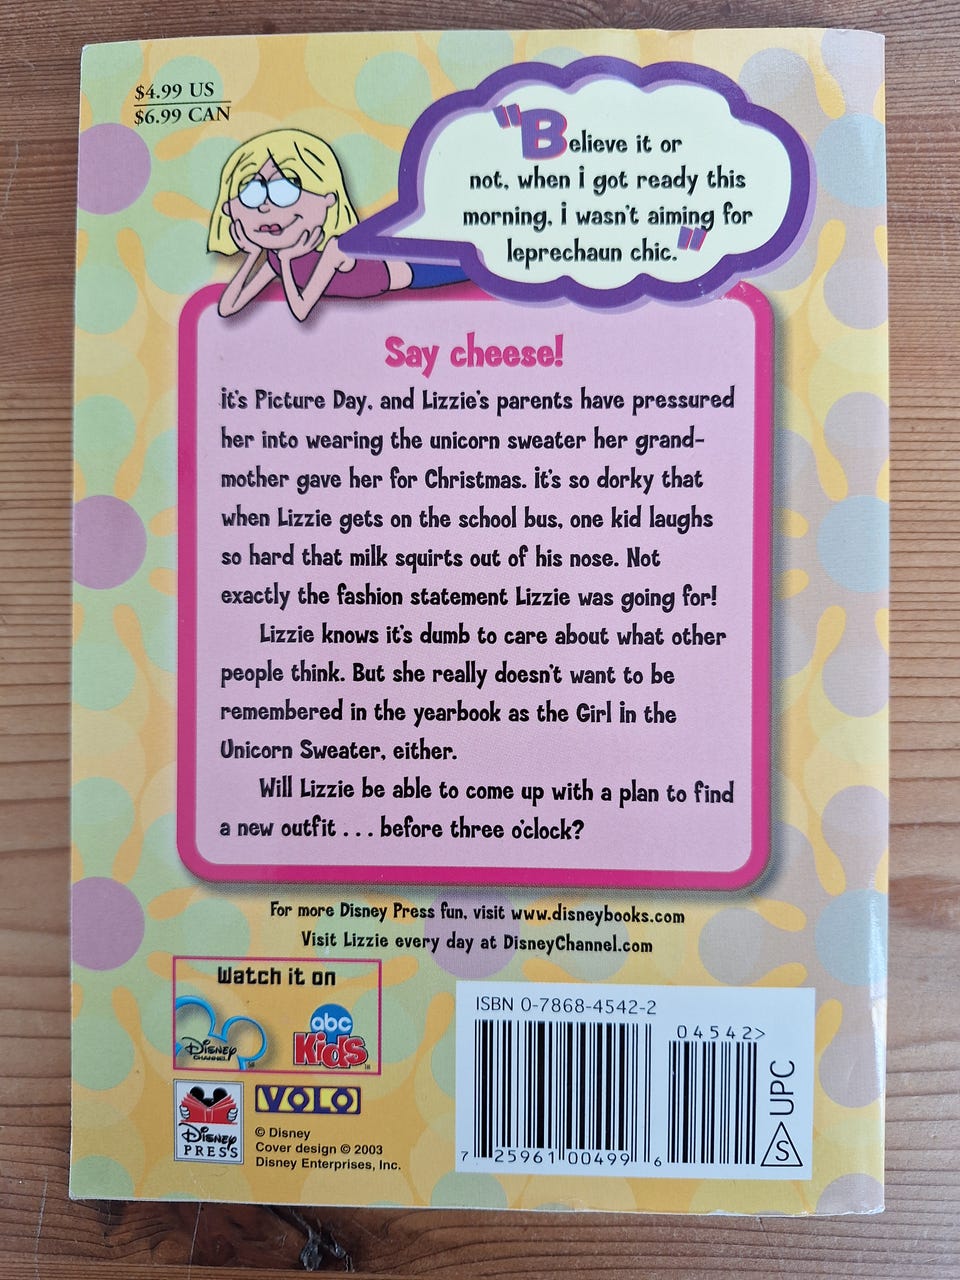 $4.99 US
$6.99 CAN
"Believe it or
not, when i got ready this
morning, i wasn't aiming for
leprechaun chic."
Say cheese!
it's Picture Day, and Lizzie's parents have pressured
her into wearing the unicorn sweater her grand-
mother gave her for Christmas. it's so dorky that
when Lizzie gets on the school bus, one kid laughs
so hard that milk squirts out of his nose. Not
exactly the fashion statement Lizzie was going for!
Lizzie knows it's dumb to care about what other
people think. But she really doesn't want to be
remembered in the yearbook as the Girl in the
Unicorn Sweater, either.
Will Lizzie be able to come up with a plan to find
a new outfit . . . before three o'clock?
For more Disney Press fun, visit www.disneybooks.com
Visit Lizzie every day at DisneyChannel.com
Watch it on
Disney
CHANNEL
abc
Kids
Disney
PRESS
VOLO
© Disney
Cover design © 2003
Disney Enterprises, Inc.
ISBN 0-7868-4542-2
04542>
7 25961 00499 6
S UPC